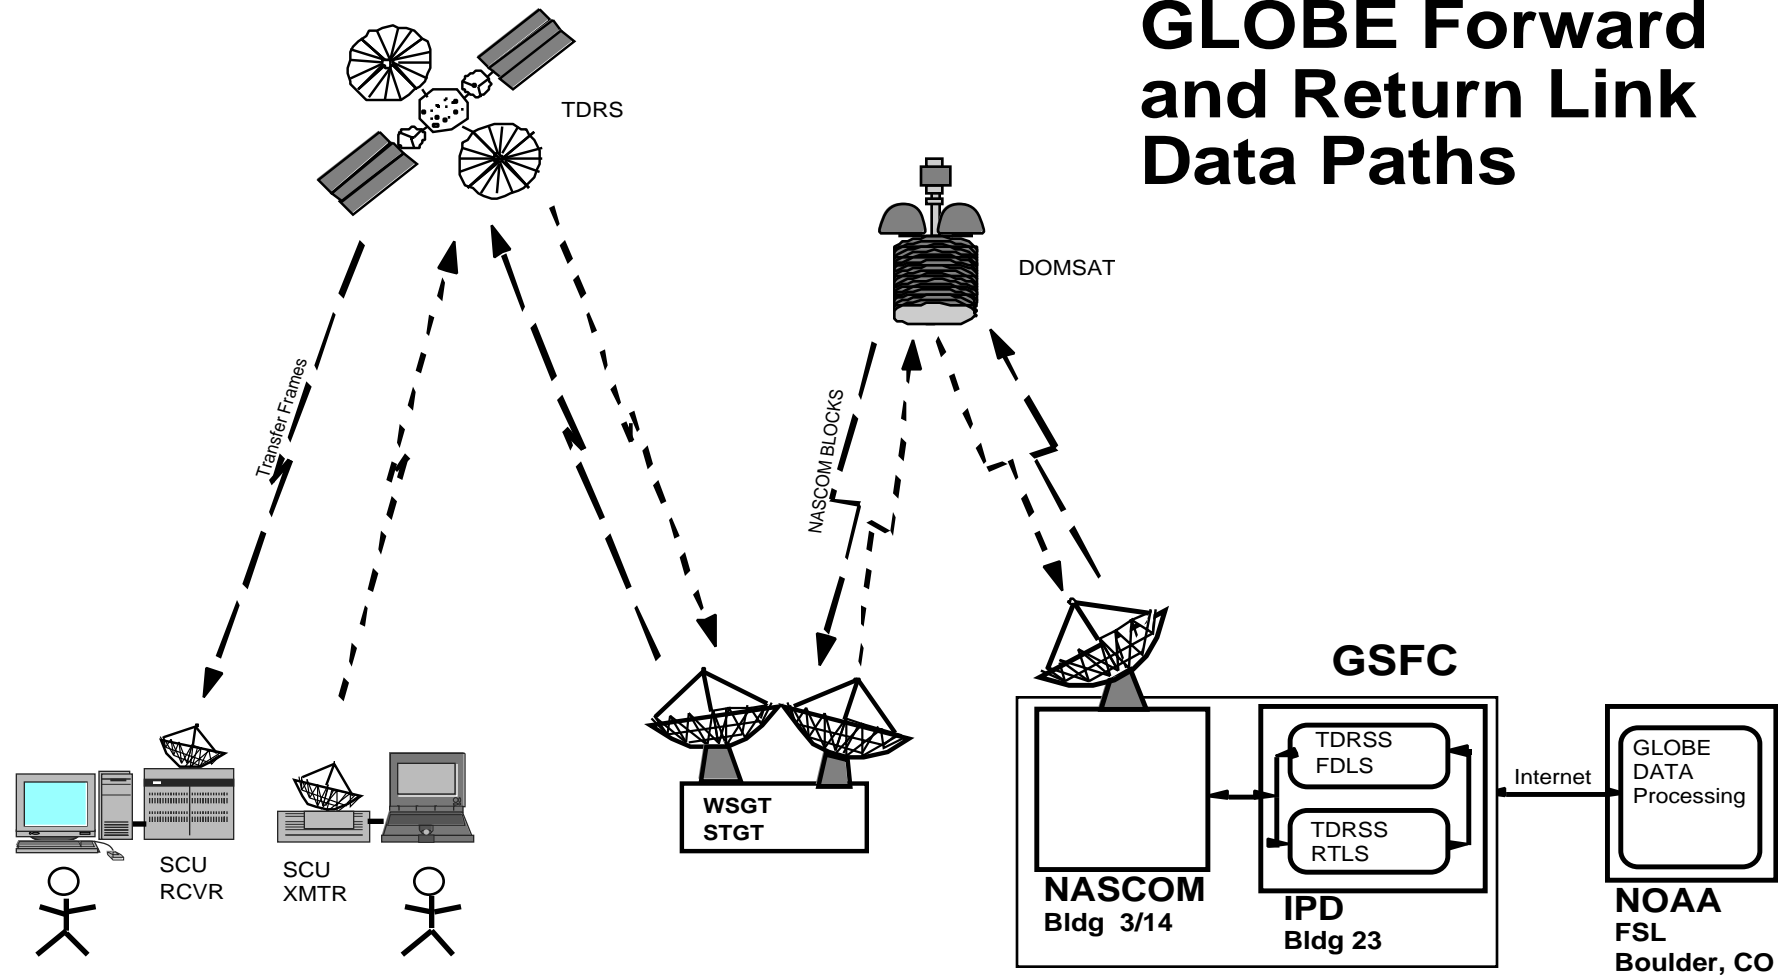 GLOBE Forward
and Return Link
Data Paths
TDRS
DOMSAT
Transfer Frames
NASCOM BLOCKS
GSFC
TDRSS
FDLS
TDRSS
RTLS
Internet
GLOBE
DATA
Processing
WSGT
STGT
SCU
RCVR
SCU
XMTR
NASCOM
Bldg 3/14
IPD
Bldg 23
NOAA
FSL
Boulder, CO